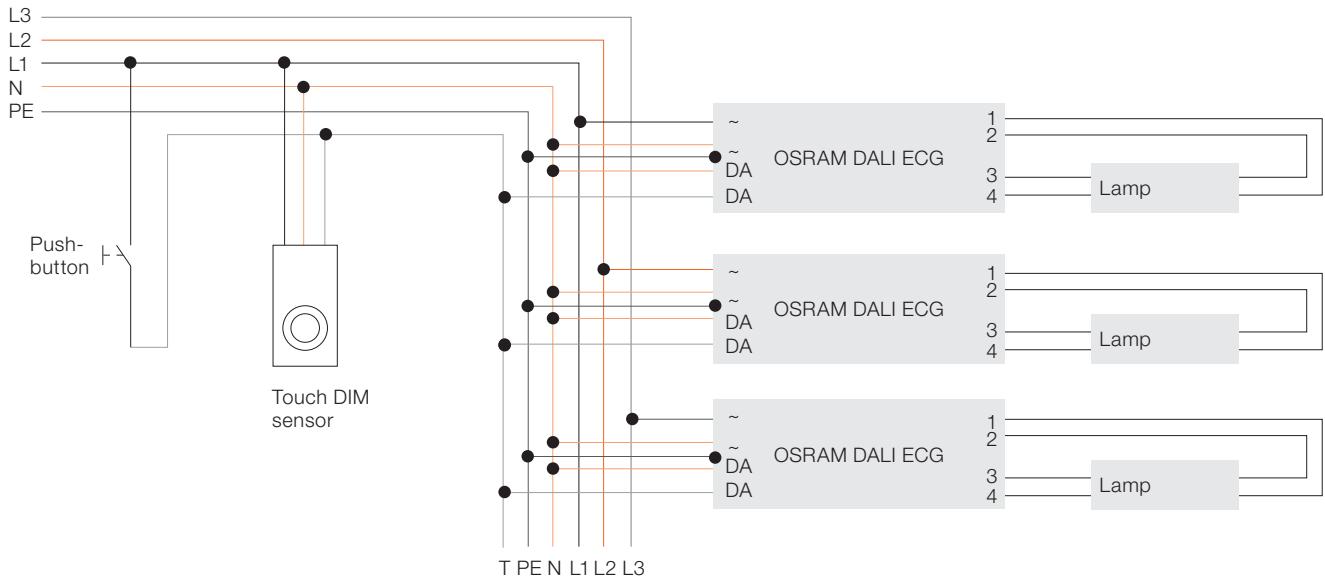 L3
L2
L1
N
PE
Push-
button
Touch DIM
sensor
~
~
DA
DA
OSRAM DALI ECG
1
2
3
4
Lamp
~
~
DA
DA
OSRAM DALI ECG
1
2
3
4
Lamp
~
~
DA
DA
OSRAM DALI ECG
1
2
3
4
Lamp
T PE N L1 L2 L3